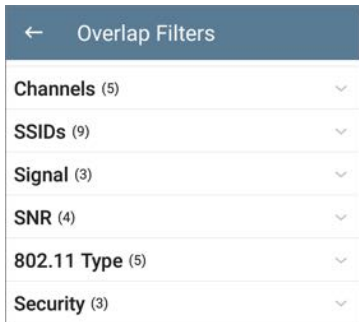 Overlap Filters
Channels (5)
SSIDs (9)
Signal (3)
SNR (4)
802.11 Type (5)
Security (3)